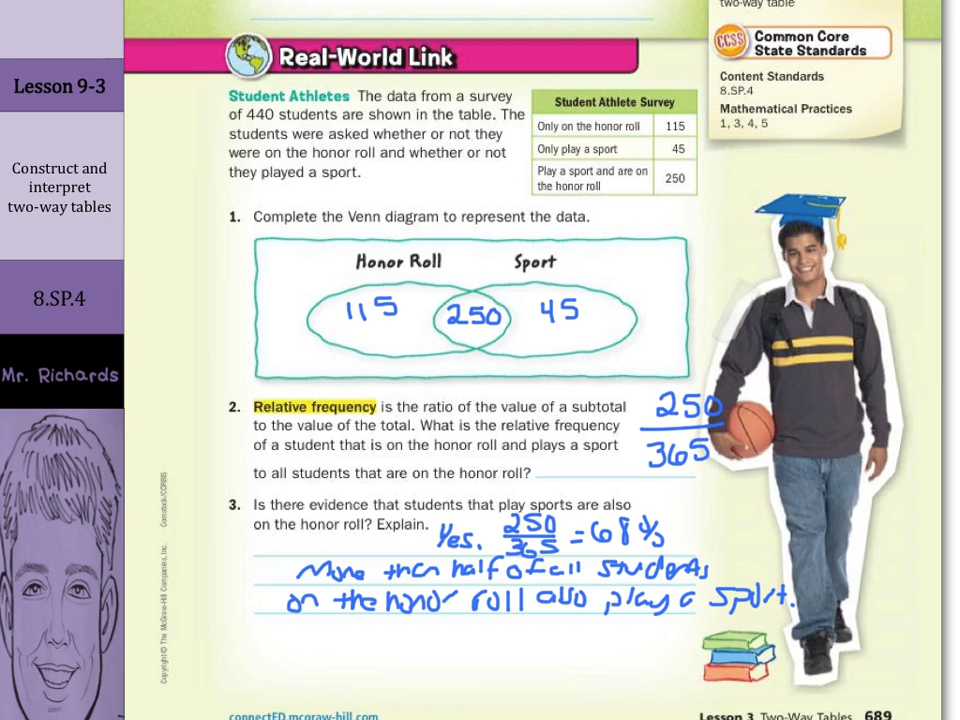 two-way table
Real-World Link
CCSS Common Core
State Standards
Content Standards
8.SP.4
Mathematical Practices
1, 3, 4, 5
Lesson 9-3
Construct and
interpret
two-way tables
8.SP.4
Mr. Richards
Student Athletes The data from a survey
of 440 students are shown in the table. The
students were asked whether or not they
were on the honor roll and whether or not
they played a sport.
Student Athlete Survey
Only on the honor roll 115
Only play a sport 45
Play a sport and are on
the honor roll 250
1. Complete the Venn diagram to represent the data.
Honor Roll Sport
115 250 45
2. Relative frequency is the ratio of the value of a subtotal
to the value of the total. What is the relative frequency
of a student that is on the honor roll and plays a sport
to all students that are on the honor roll?
250
365
3. Is there evidence that students that play sports are also
on the honor roll? Explain.
Yes. 250/365 = 68%
More then half of all students
on the honor roll also play a sport.
Copyright © The McGraw-Hill Companies, Inc. Comstock/CORBIS
connectED.mcgraw-hill.com
Lesson 3 Two-Way Tables 689